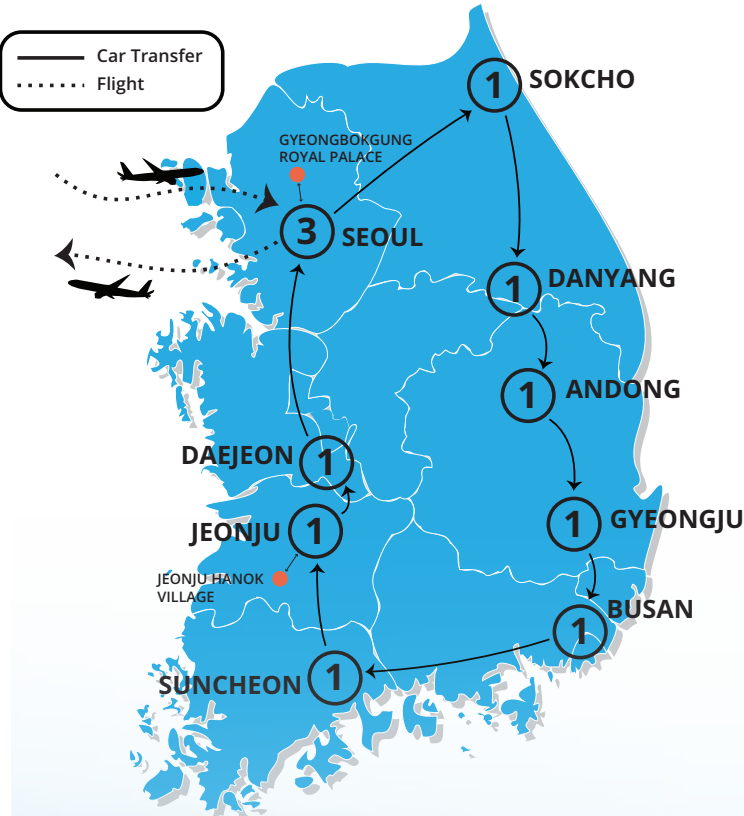 Car Transfer
Flight
1
SOKCHO
GYEONGBOKGUNG
ROYAL PALACE
3
SEOUL
1
DANYANG
1
ANDONG
DAEJEON
1
1
GYEONGJU
JEONJU
1
JEONJU HANOK
VILLAGE
1
BUSAN
SUNCHEON
1